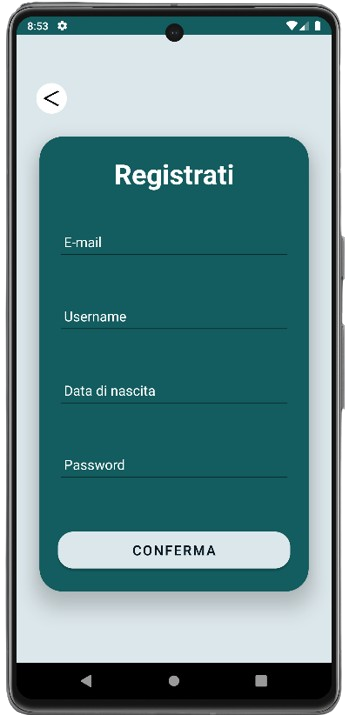 8:53
<
Registrati
E-mail
Username
Data di nascita
Password
CONFERMA